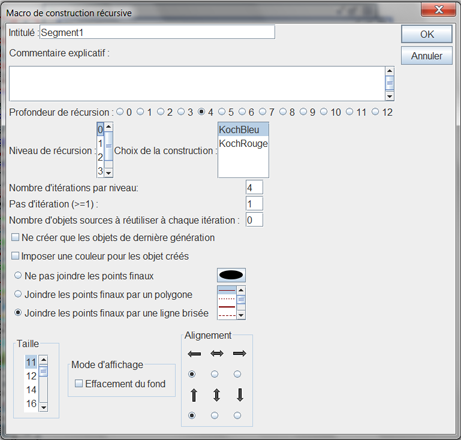 Macro de construction récursive
Intitulé : Segment1
OK
Commentaire explicatif :
Annuler
Profondeur de récursion : 0 1 2 3 4 5 6 7 8 9 10 11 12
Niveau de récursion : 0 1 2 3 Choix de la construction : KochBleu KochRouge
Nombre d'itérations par niveau: 4
Pas d'itération (>=1) : 1
Nombre d'objets sources à réutiliser à chaque itération : 0
Ne créer que les objets de dernière génération
Imposer une couleur pour les objet créés
Ne pas joindre les points finaux
Joindre les points finaux par un polygone
Joindre les points finaux par une ligne brisée
Taille
11
12
14
16
Mode d'affichage
Effacement du fond
Alignement